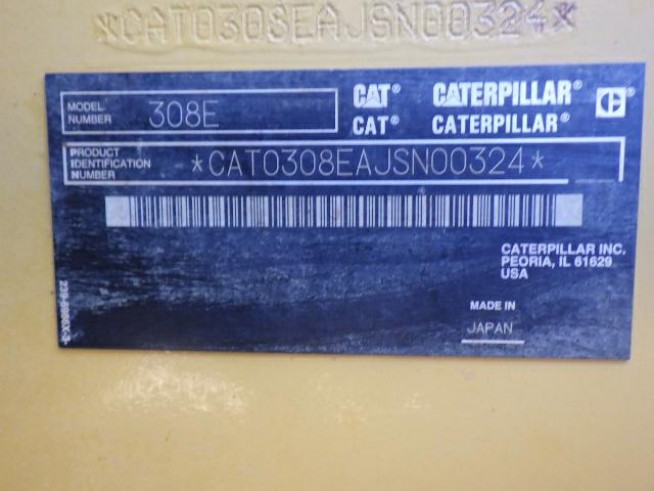 *CAT0308EAJSN00324*
MODEL
NUMBER
308E
CAT® CATERPILLAR®
CAT® CATERPILLAR®
PRODUCT
IDENTIFICATION
NUMBER
*CAT0308EAJSN00324*
CATERPILLAR INC.
PEORIA, IL 61629
USA
MADE IN
JAPAN